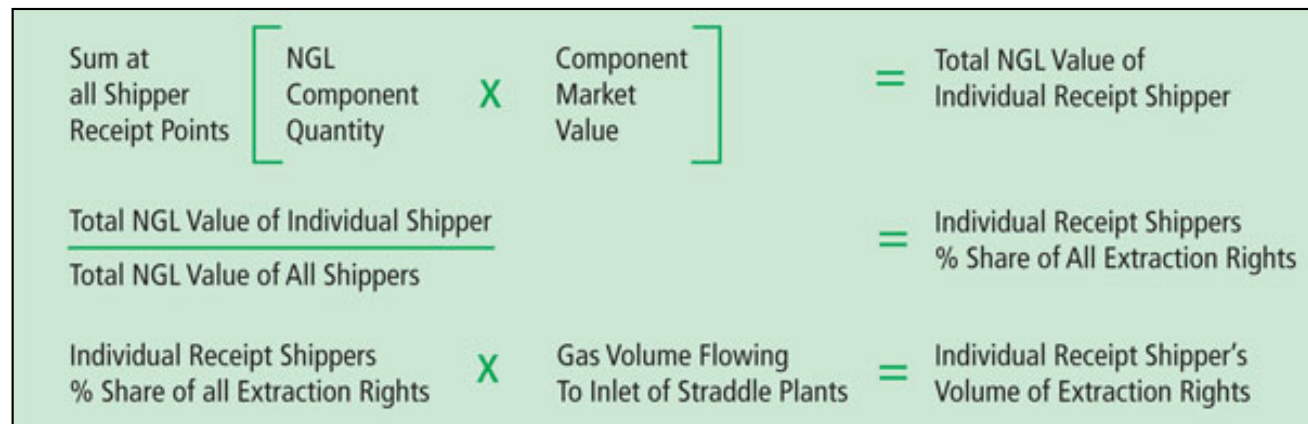 Sum at
all Shipper
Receipt Points
NGL
Component
Quantity
X
Component
Market
Value
=
Total NGL Value of
Individual Receipt Shipper
Total NGL Value of Individual Shipper
Total NGL Value of All Shippers
=
Individual Receipt Shippers
% Share of All Extraction Rights
Individual Receipt Shippers
% Share of all Extraction Rights
X
Gas Volume Flowing
To Inlet of Straddle Plants
=
Individual Receipt Shipper's
Volume of Extraction Rights